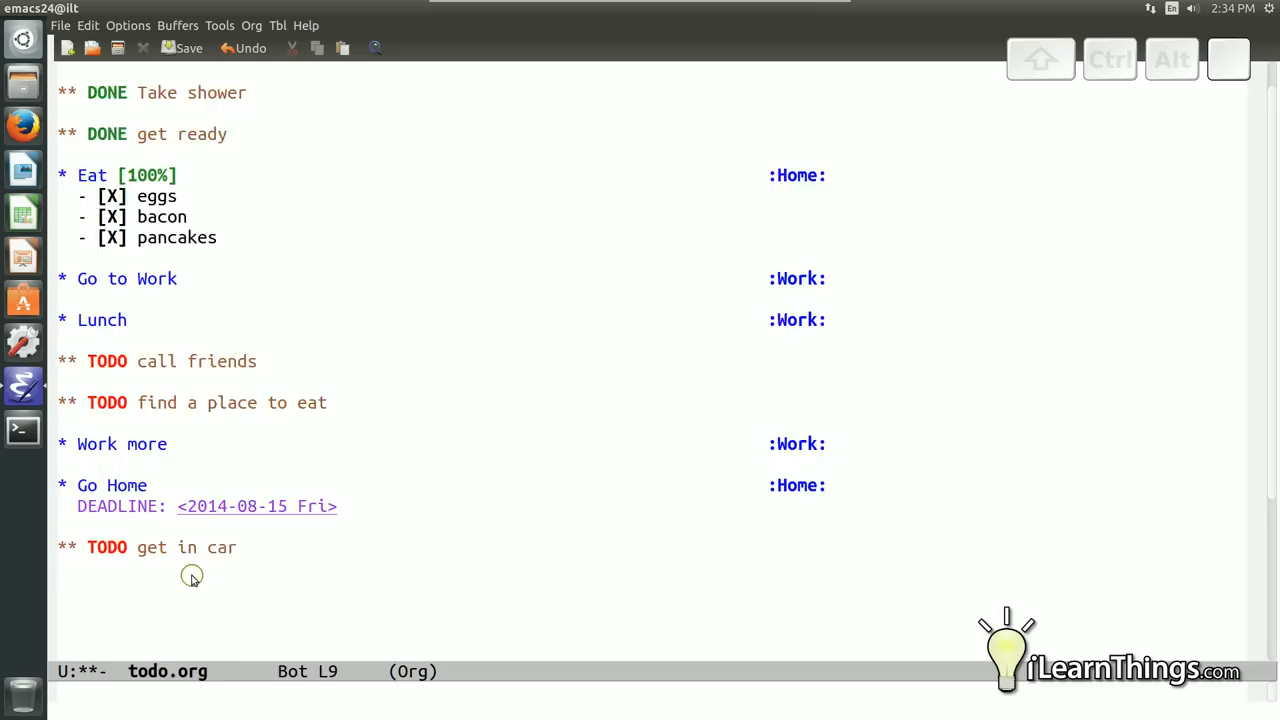 emacs24@ilt En 2:34 PM
File Edit Options Buffers Tools Org Tbl Help
Save Undo
Ctrl Alt
** DONE Take shower
** DONE get ready
* Eat [100%] :Home:
- [X] eggs
- [X] bacon
- [X] pancakes
* Go to Work :Work:
* Lunch :Work:
** TODO call friends
** TODO find a place to eat
* Work more :Work:
* Go Home :Home:
DEADLINE: <2014-08-15 Fri>
** TODO get in car
U:**- todo.org Bot L9 (Org)
iLearnThings.com